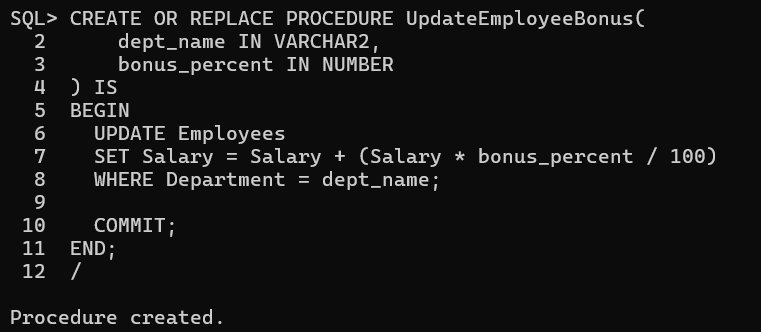 SQL> CREATE OR REPLACE PROCEDURE UpdateEmployeeBonus(
  2      dept_name IN VARCHAR2,
  3      bonus_percent IN NUMBER
  4  ) IS
  5  BEGIN
  6    UPDATE Employees
  7    SET Salary = Salary + (Salary * bonus_percent / 100)
  8    WHERE Department = dept_name;
  9
 10    COMMIT;
 11  END;
 12  /
Procedure created.